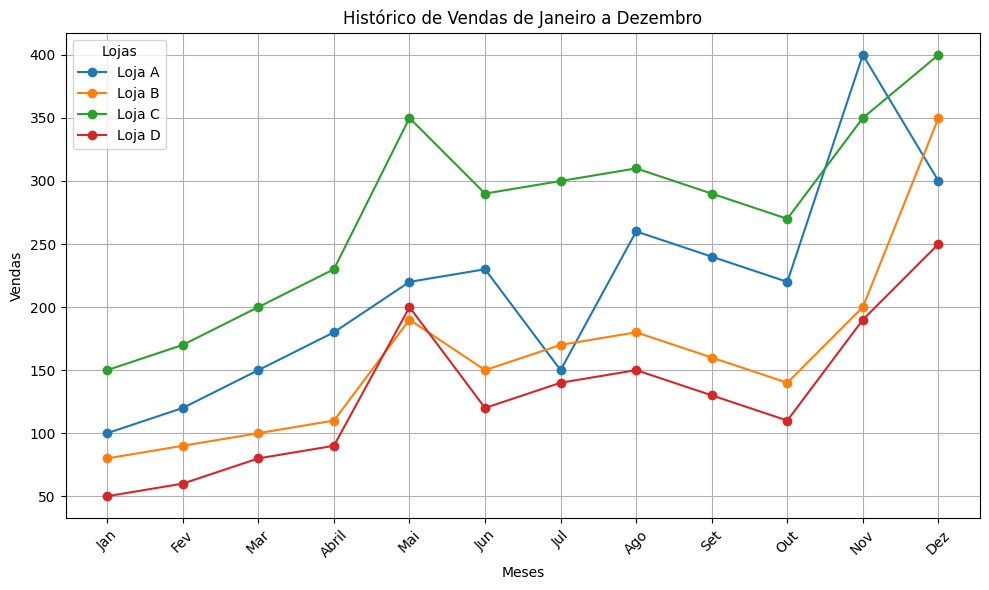 Histórico de Vendas de Janeiro a Dezembro
Lojas
Loja A
Loja B
Loja C
Loja D
Vendas
400
350
300
250
200
150
100
50
Jan
Fev
Mar
Abril
Mai
Jun
Jul
Ago
Set
Out
Nov
Dez
Meses